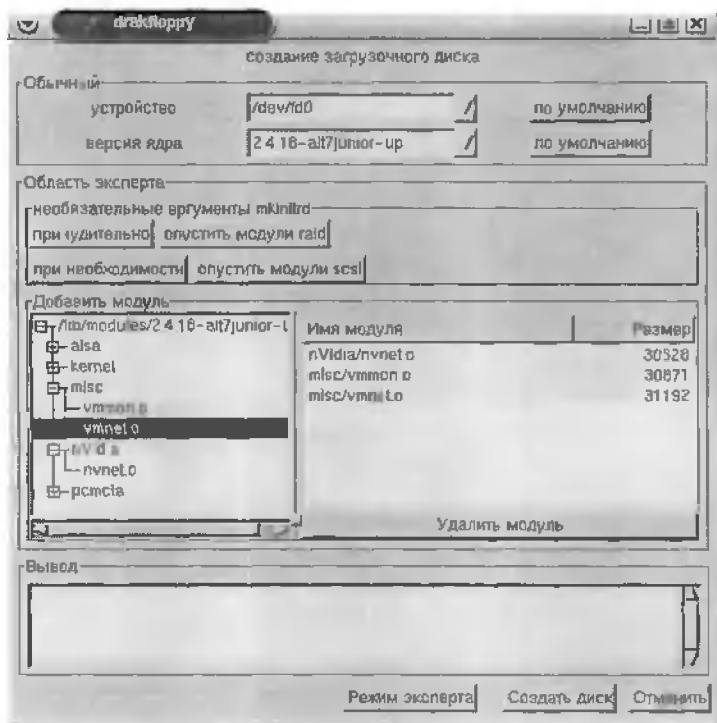 drakfloppy
создание загрузочного диска
Обычный
устройство /dev/fd0 по умолчанию
версия ядра 2.4.18-alt7junior-up по умолчанию
Область эксперта
необязательные аргументы mkinitrd
принудительно опустить модули raid
при необходимости опустить модули scsi
Добавить модуль
/lib/modules/2.4.18-alt7junior-u Имя модуля Размер
alsa nVidia/nvnet.o 30528
kernel misc/vmmon.o 30871
misc misc/vmnet.o 31192
vmmon.o
vmnet.o
nVidia
nvnet.o
pcmcia
Удалить модуль
Вывод
Режим эксперта Создать диск Отменить